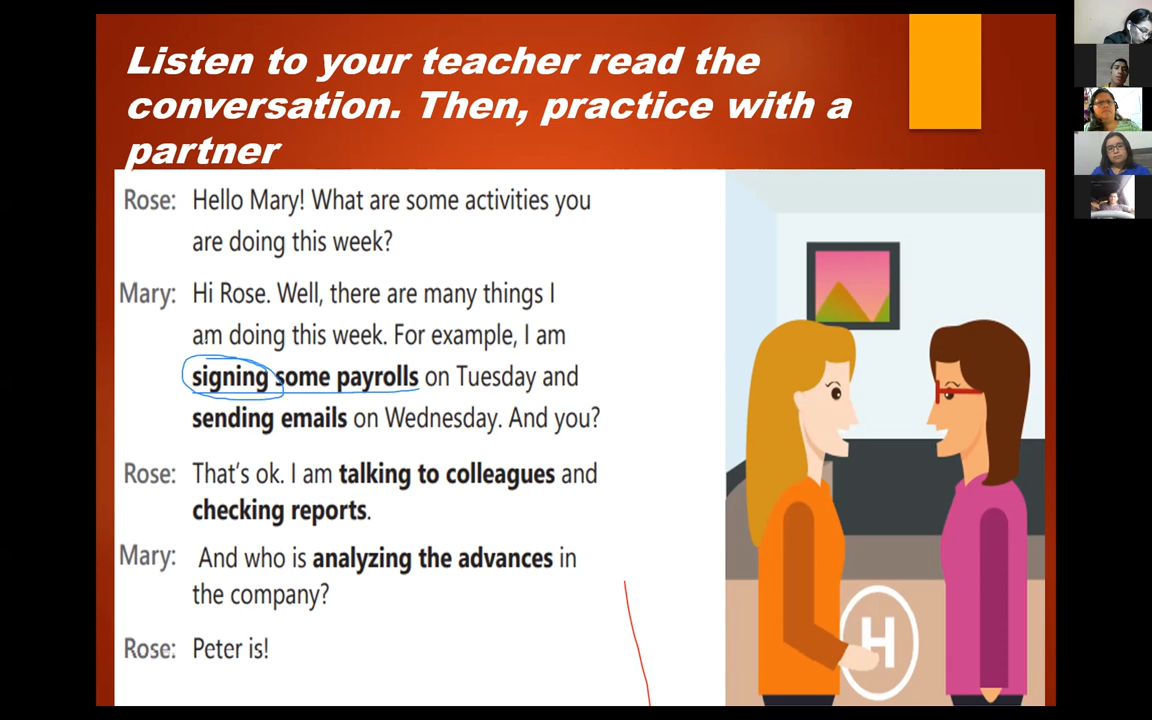 Listen to your teacher read the
conversation. Then, practice with a
partner
Rose: Hello Mary! What are some activities you
are doing this week?
Mary: Hi Rose. Well, there are many things I
am doing this week. For example, I am
signing some payrolls on Tuesday and
sending emails on Wednesday. And you?
Rose: That’s ok. I am talking to colleagues and
checking reports.
Mary: And who is analyzing the advances in
the company?
Rose: Peter is!
H